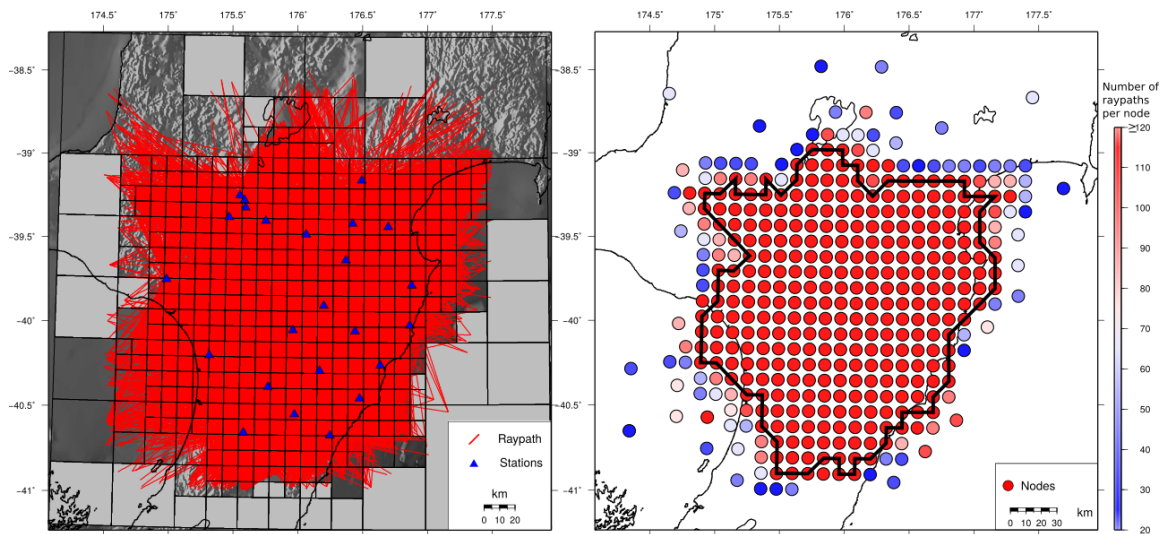 174.5˚ 175˚ 175.5˚ 176˚ 176.5˚ 177˚ 177.5˚
−38.5˚
−39˚
−39.5˚
−40˚
−40.5˚
−41˚
Raypath
Stations
km
0 10 20
174.5˚ 175˚ 175.5˚ 176˚ 176.5˚ 177˚ 177.5˚
−38.5˚
−39˚
−39.5˚
−40˚
−40.5˚
−41˚
Nodes
0 10 20 30 km
Number of
raypaths
per node
≥120
110
100
90
80
70
60
50
40
30
20